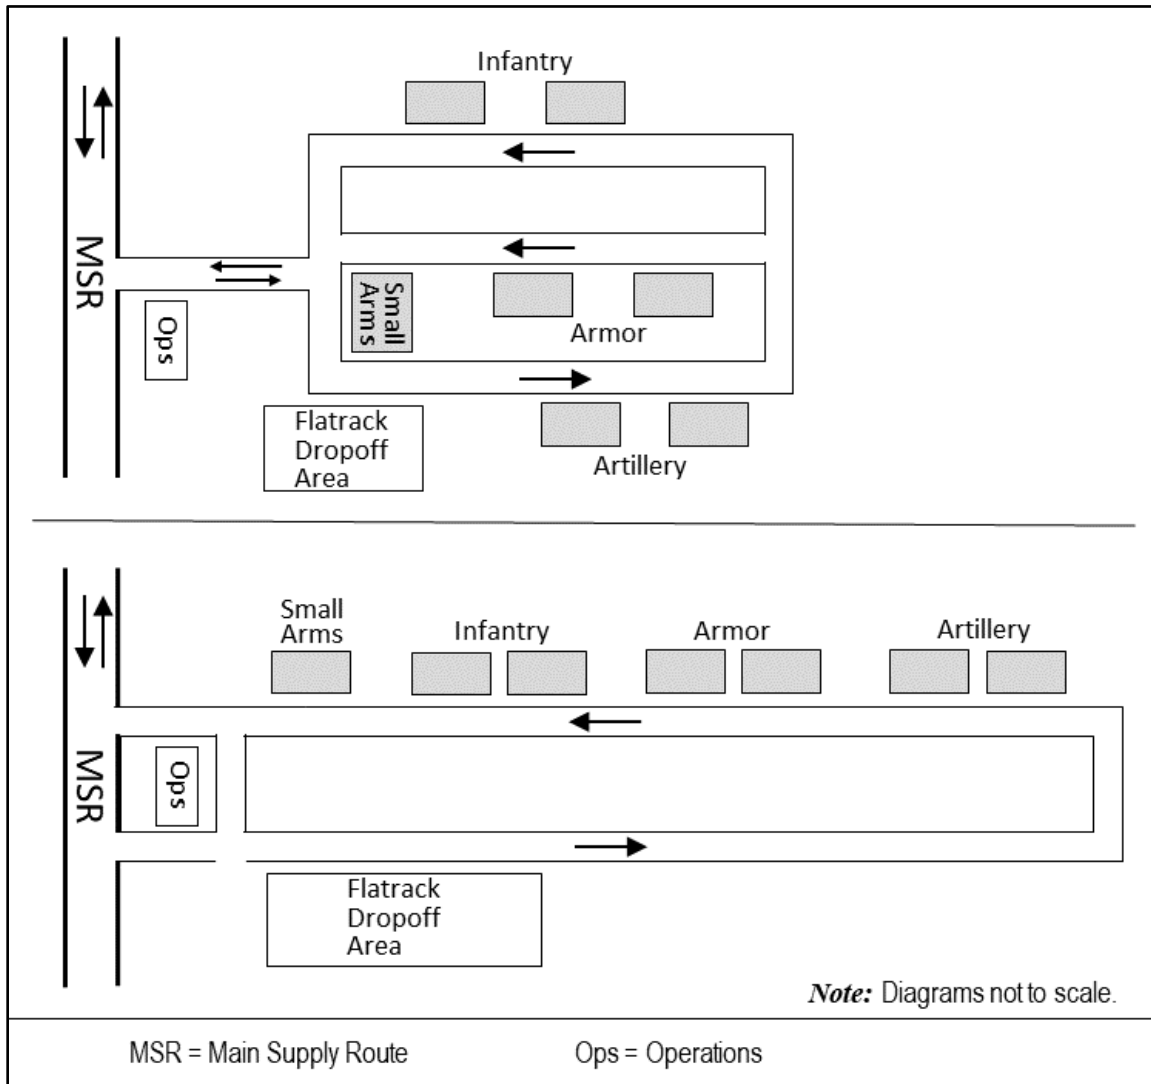 Infantry
MSR
Ops
Small
Arms
Armor
Flatrack
Dropoff
Area
Artillery
Small
Arms
Infantry
Armor
Artillery
MSR
Ops
Flatrack
Dropoff
Area
Note: Diagrams not to scale.
MSR = Main Supply Route
Ops = Operations